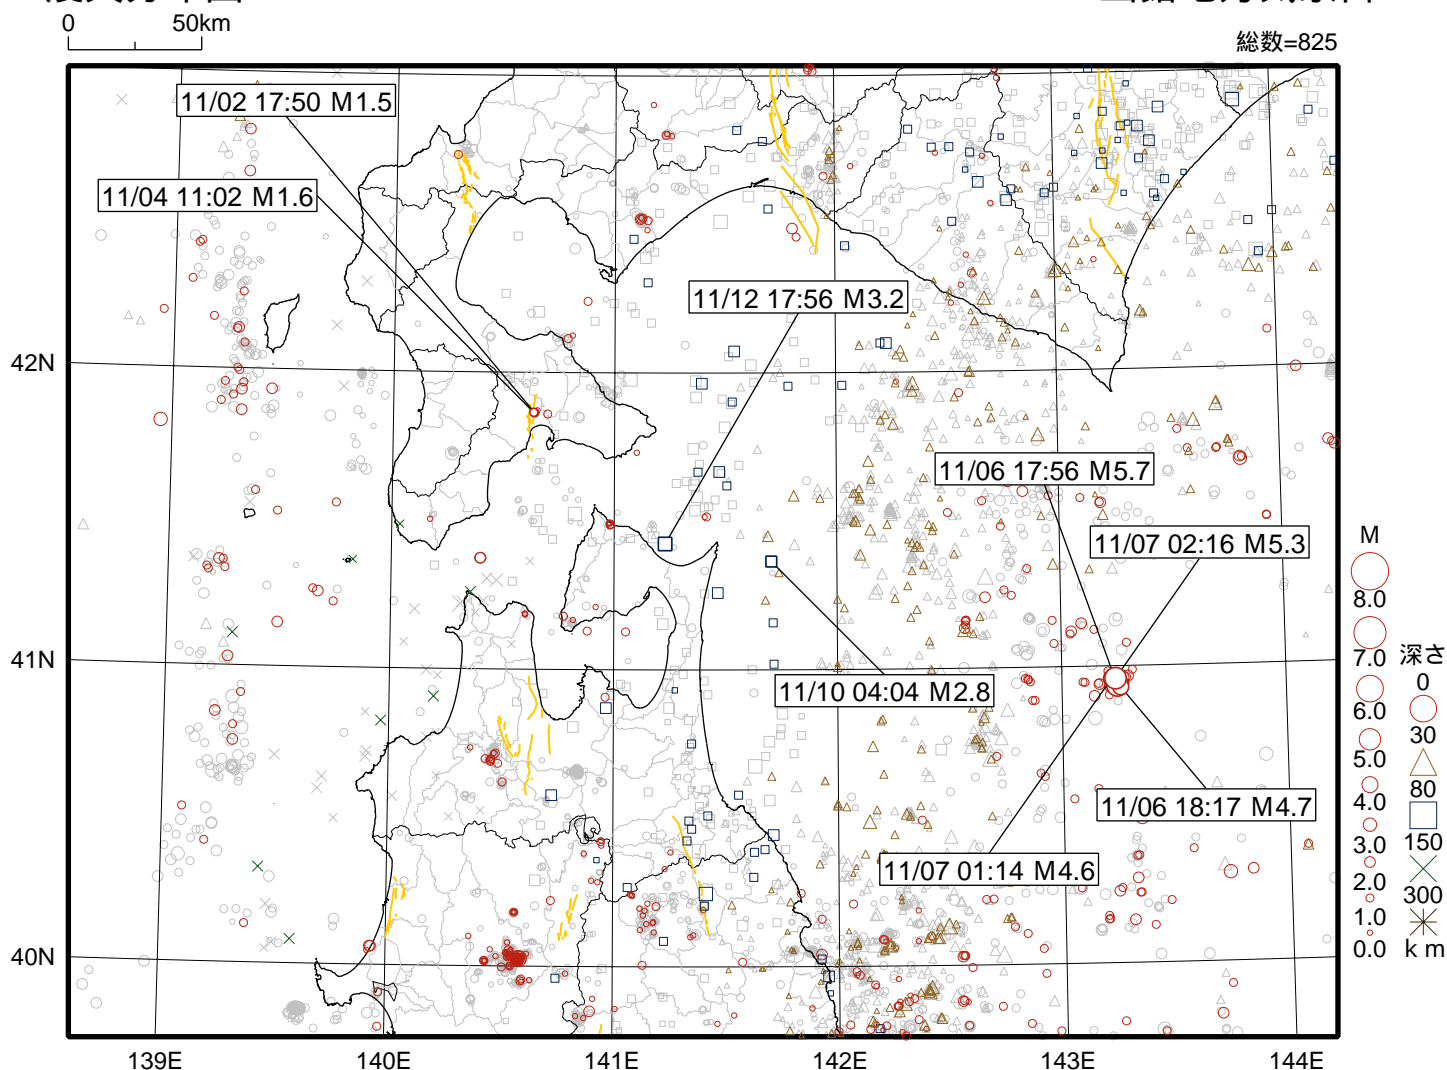 0 50km
総数=825
11/02 17:50 M1.5
11/04 11:02 M1.6
11/12 17:56 M3.2
11/06 17:56 M5.7
11/07 02:16 M5.3
11/10 04:04 M2.8
11/06 18:17 M4.7
11/07 01:14 M4.6
42N
41N
40N
139E 140E 141E 142E 143E 144E
M
8.0
7.0
6.0
5.0
4.0
3.0
2.0
1.0
0.0
深さ
0
30
80
150
300
km